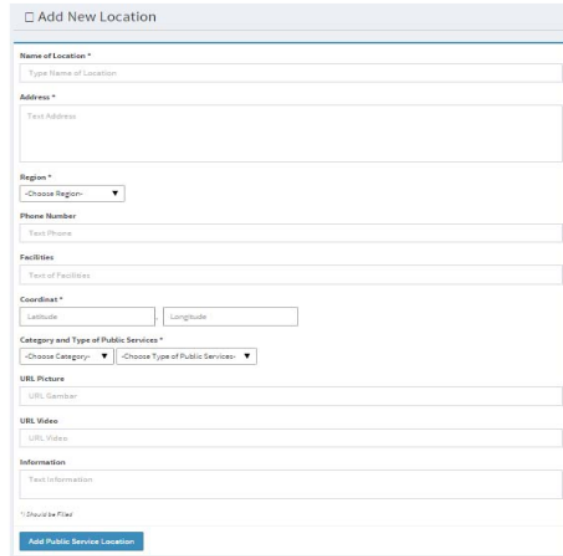 Add New Location
Name of Location *
Type Name of Location
Address *
Text Address
Region *
-Choose Region- ▼
Phone Number
Text Phone
Facilities
Text of Facilities
Coordinat *
Latitude , Longitude
Category and Type of Public Services *
-Choose Category- ▼ -Choose Type of Public Services- ▼
URL Picture
URL Gambar
URL Video
URL Video
Information
Text Information
*) Should be Filled
Add Public Service Location